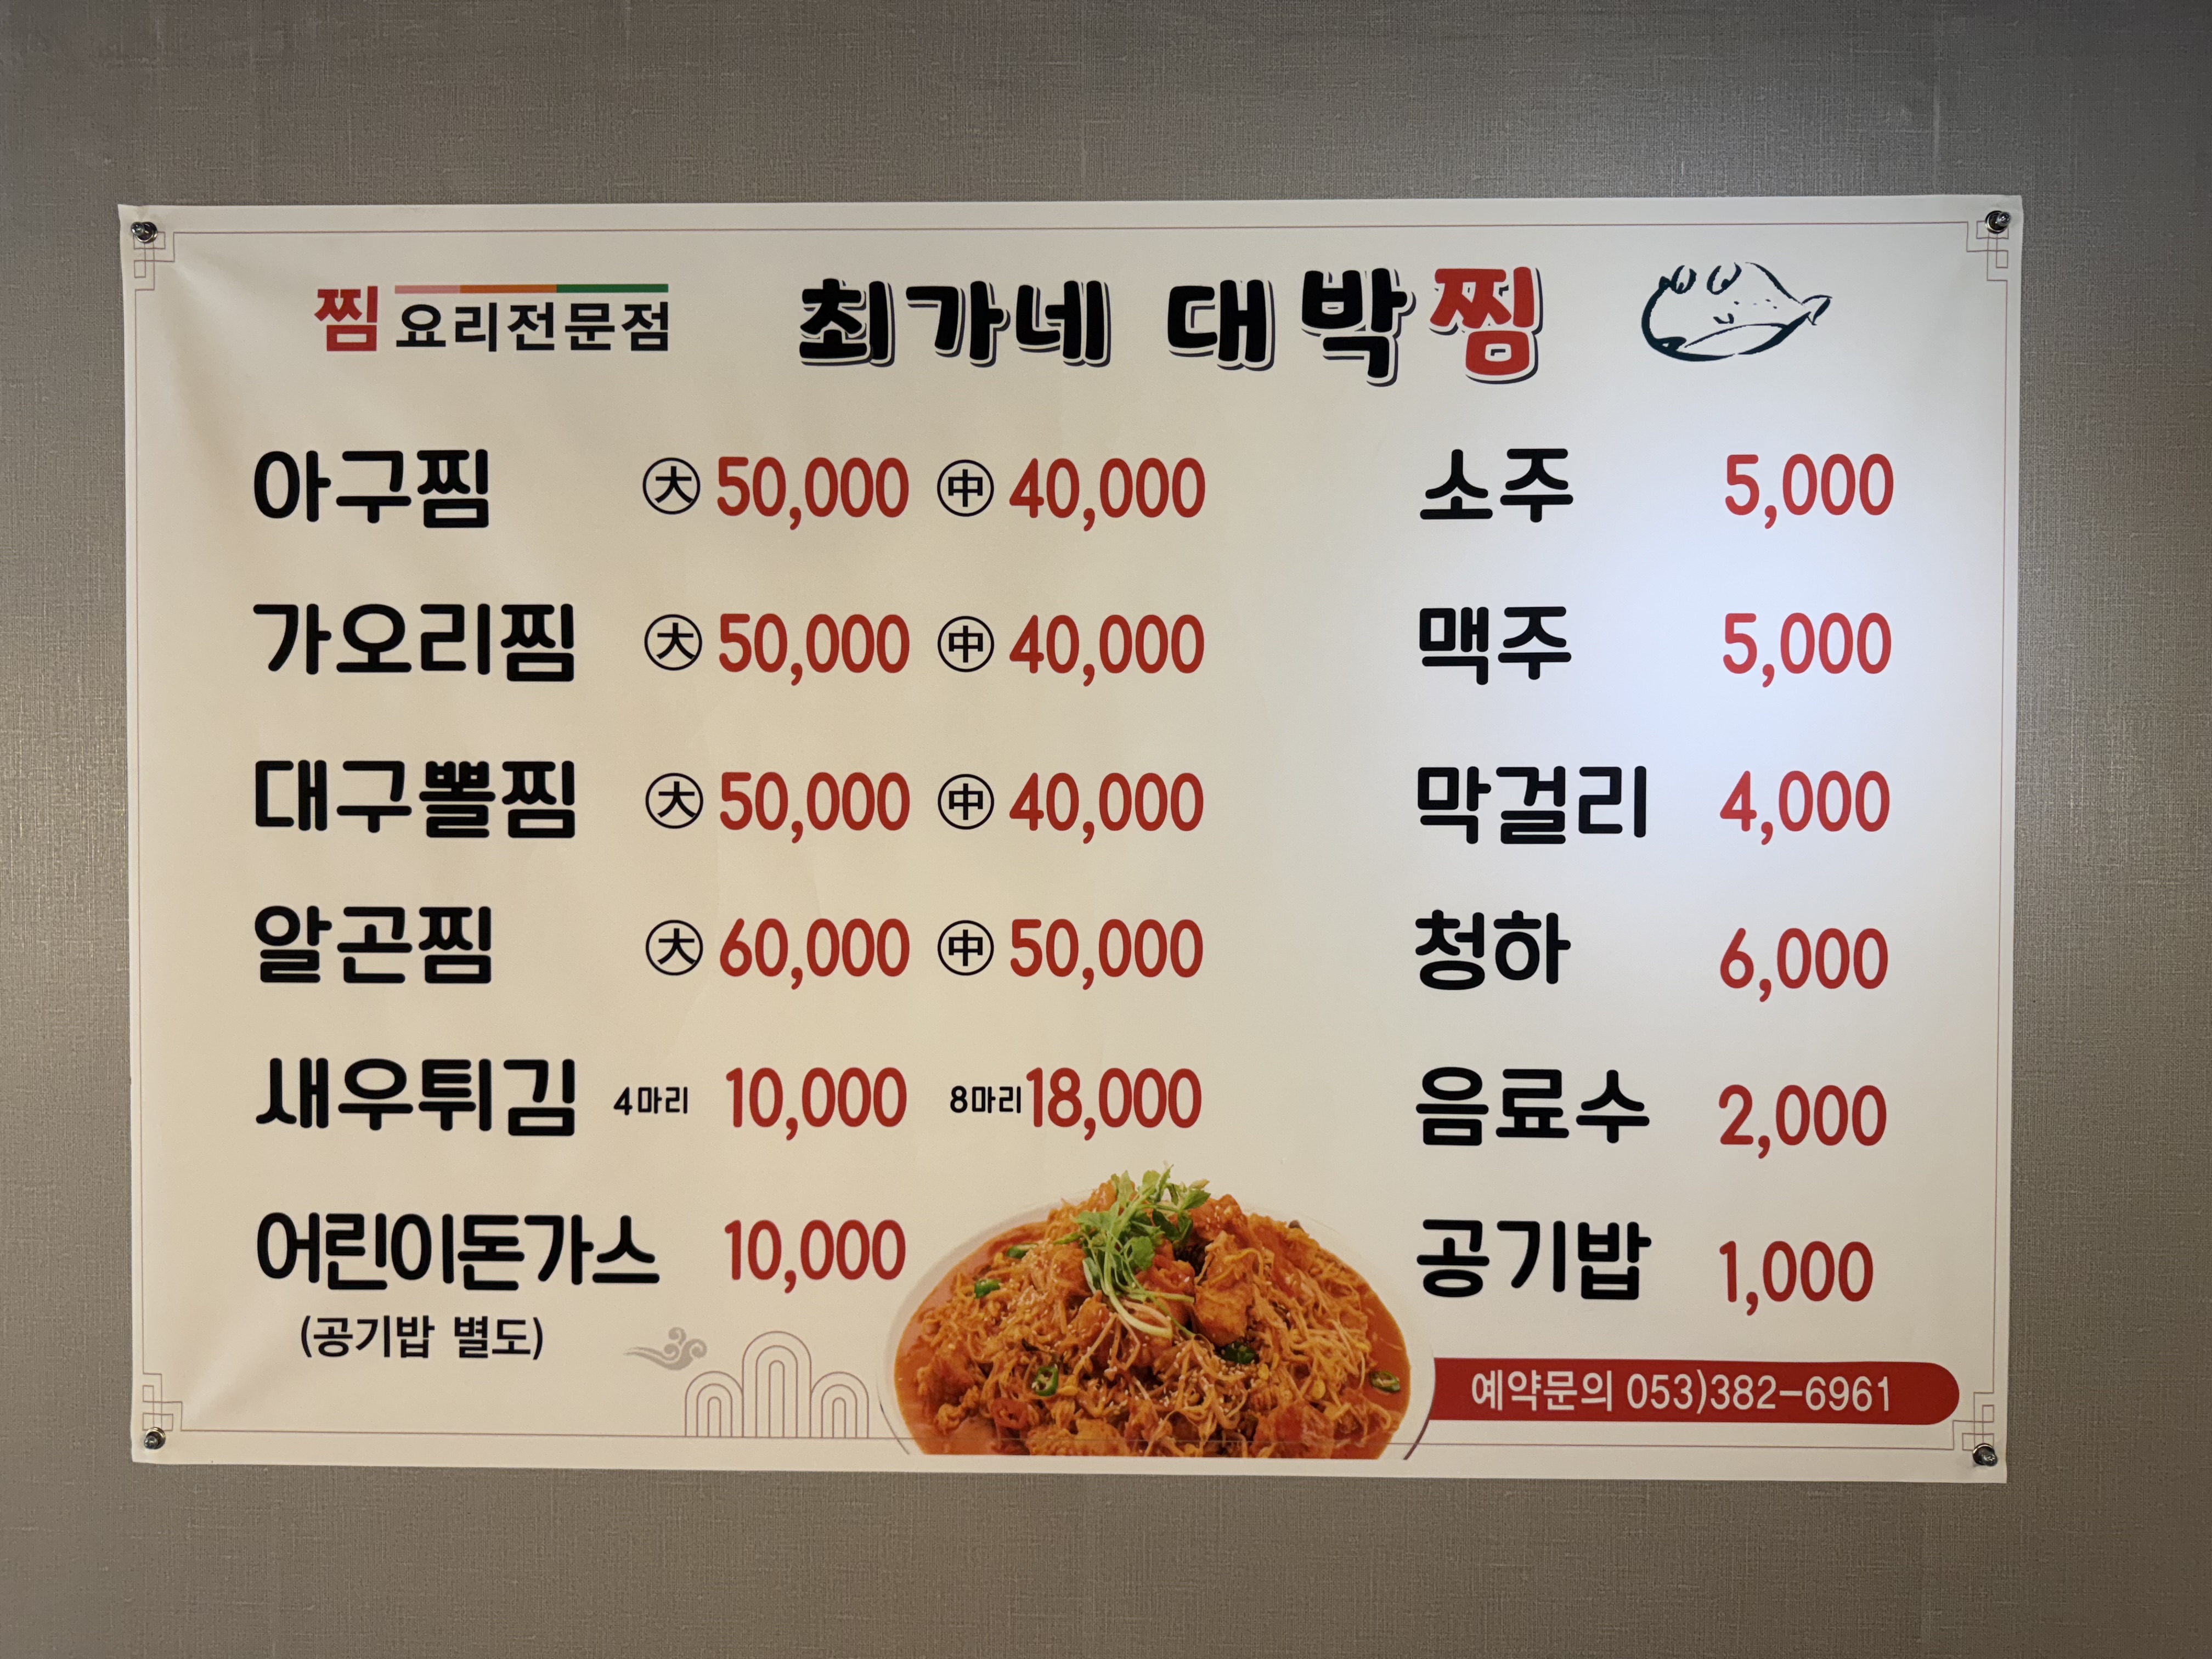 찜 요리전문점
최가네 대박찜
아구찜 ㊅ 50,000 ㊥ 40,000
가오리찜 ㊅ 50,000 ㊥ 40,000
대구뽈찜 ㊅ 50,000 ㊥ 40,000
알곤찜 ㊅ 60,000 ㊥ 50,000
새우튀김 4마리 10,000 8마리 18,000
어린이돈가스 10,000
(공기밥 별도)
소주 5,000
맥주 5,000
막걸리 4,000
청하 6,000
음료수 2,000
공기밥 1,000
예약문의 053)382-6961